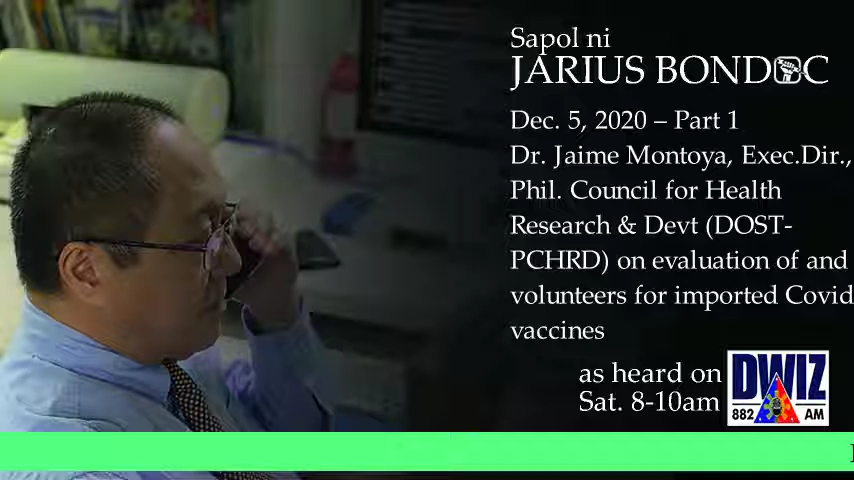 Sapol ni
JARIUS BONDOC
Dec. 5, 2020 – Part 1
Dr. Jaime Montoya, Exec.Dir.,
Phil. Council for Health
Research & Devt (DOST-
PCHRD) on evaluation of and
volunteers for imported Covid
vaccines
as heard on
Sat. 8-10am
DWIZ
882 AM